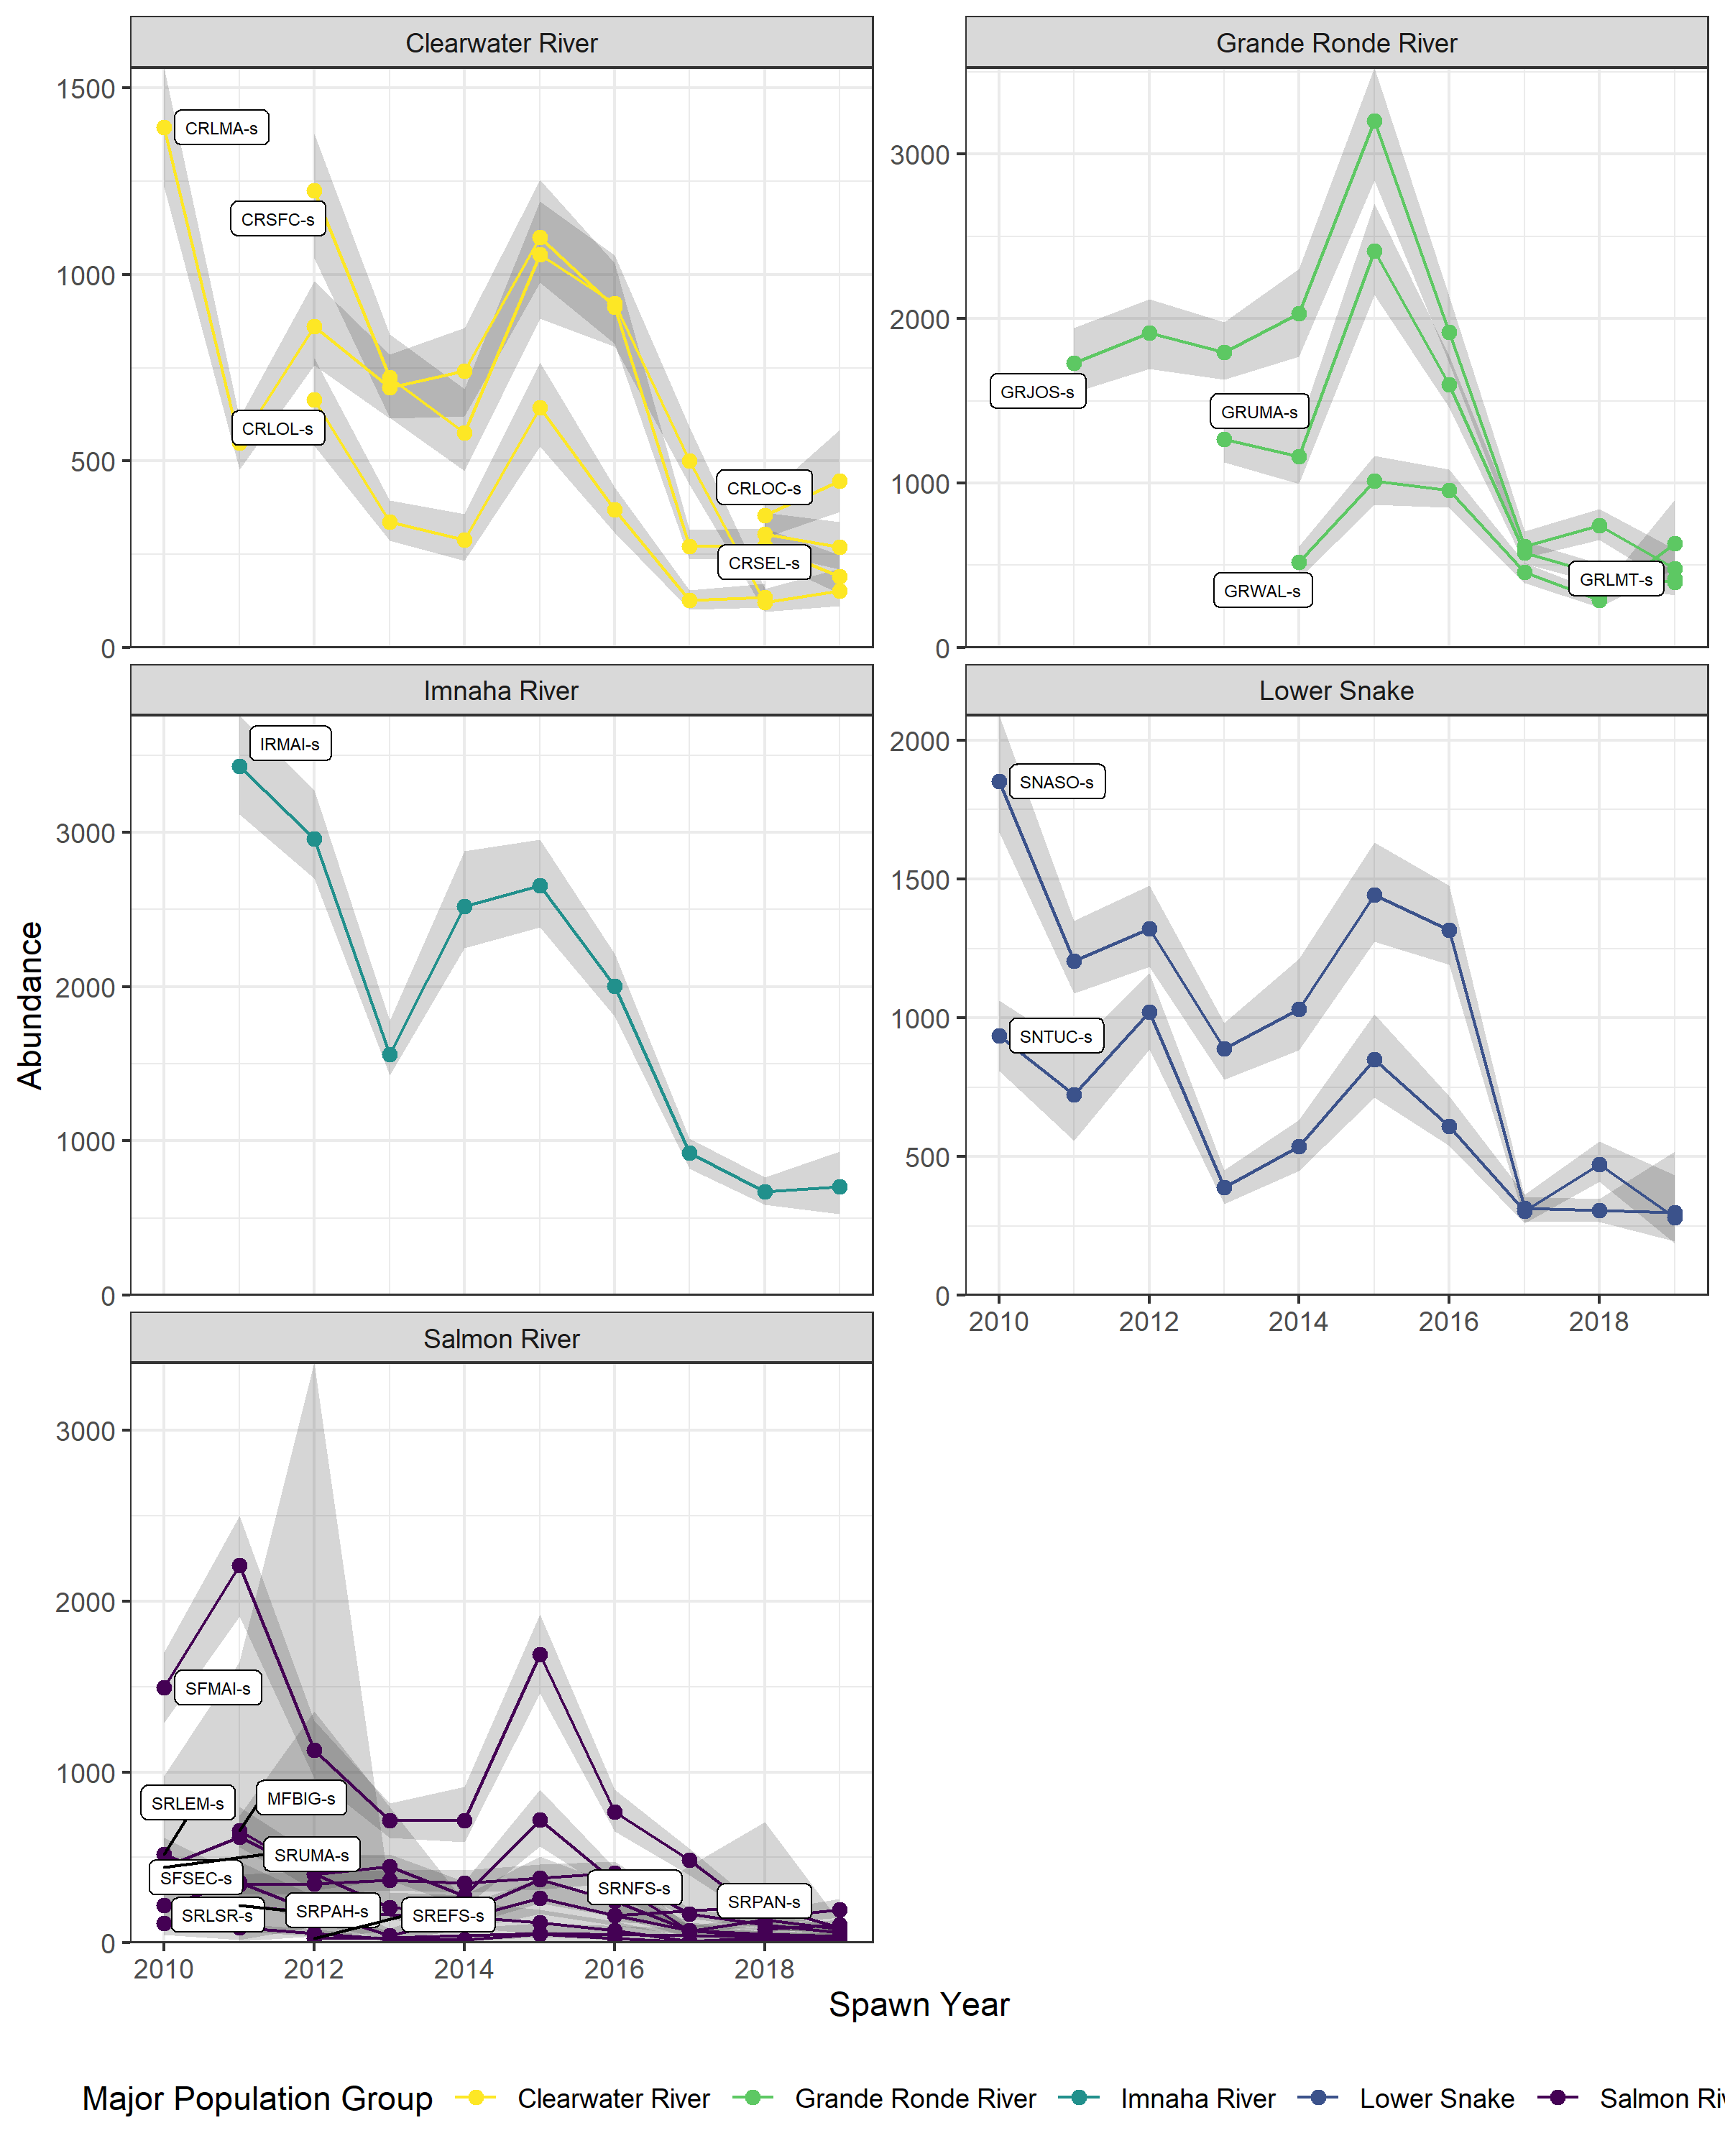 Clearwater River
Grande Ronde River
1500
1000
500
0
CRLMA-s
CRSFC-s
CRLOL-s
CRLOC-s
CRSEL-s
3000
2000
1000
0
GRJOS-s
GRUMA-s
GRWAL-s
GRLMT-s
Imnaha River
Lower Snake
3000
2000
1000
0
IRMAI-s
2000
1500
1000
500
0
SNASO-s
SNTUC-s
2010
2012
2014
2016
2018
Abundance
Salmon River
3000
2000
1000
0
SFMAI-s
SRLEM-s
MFBIG-s
SRUMA-s
SFSEC-s
SRLSR-s
SRPAH-s
SREFS-s
SRNFS-s
SRPAN-s
2010
2012
2014
2016
2018
Spawn Year
Major Population Group
Clearwater River
Grande Ronde River
Imnaha River
Lower Snake
Salmon Riv